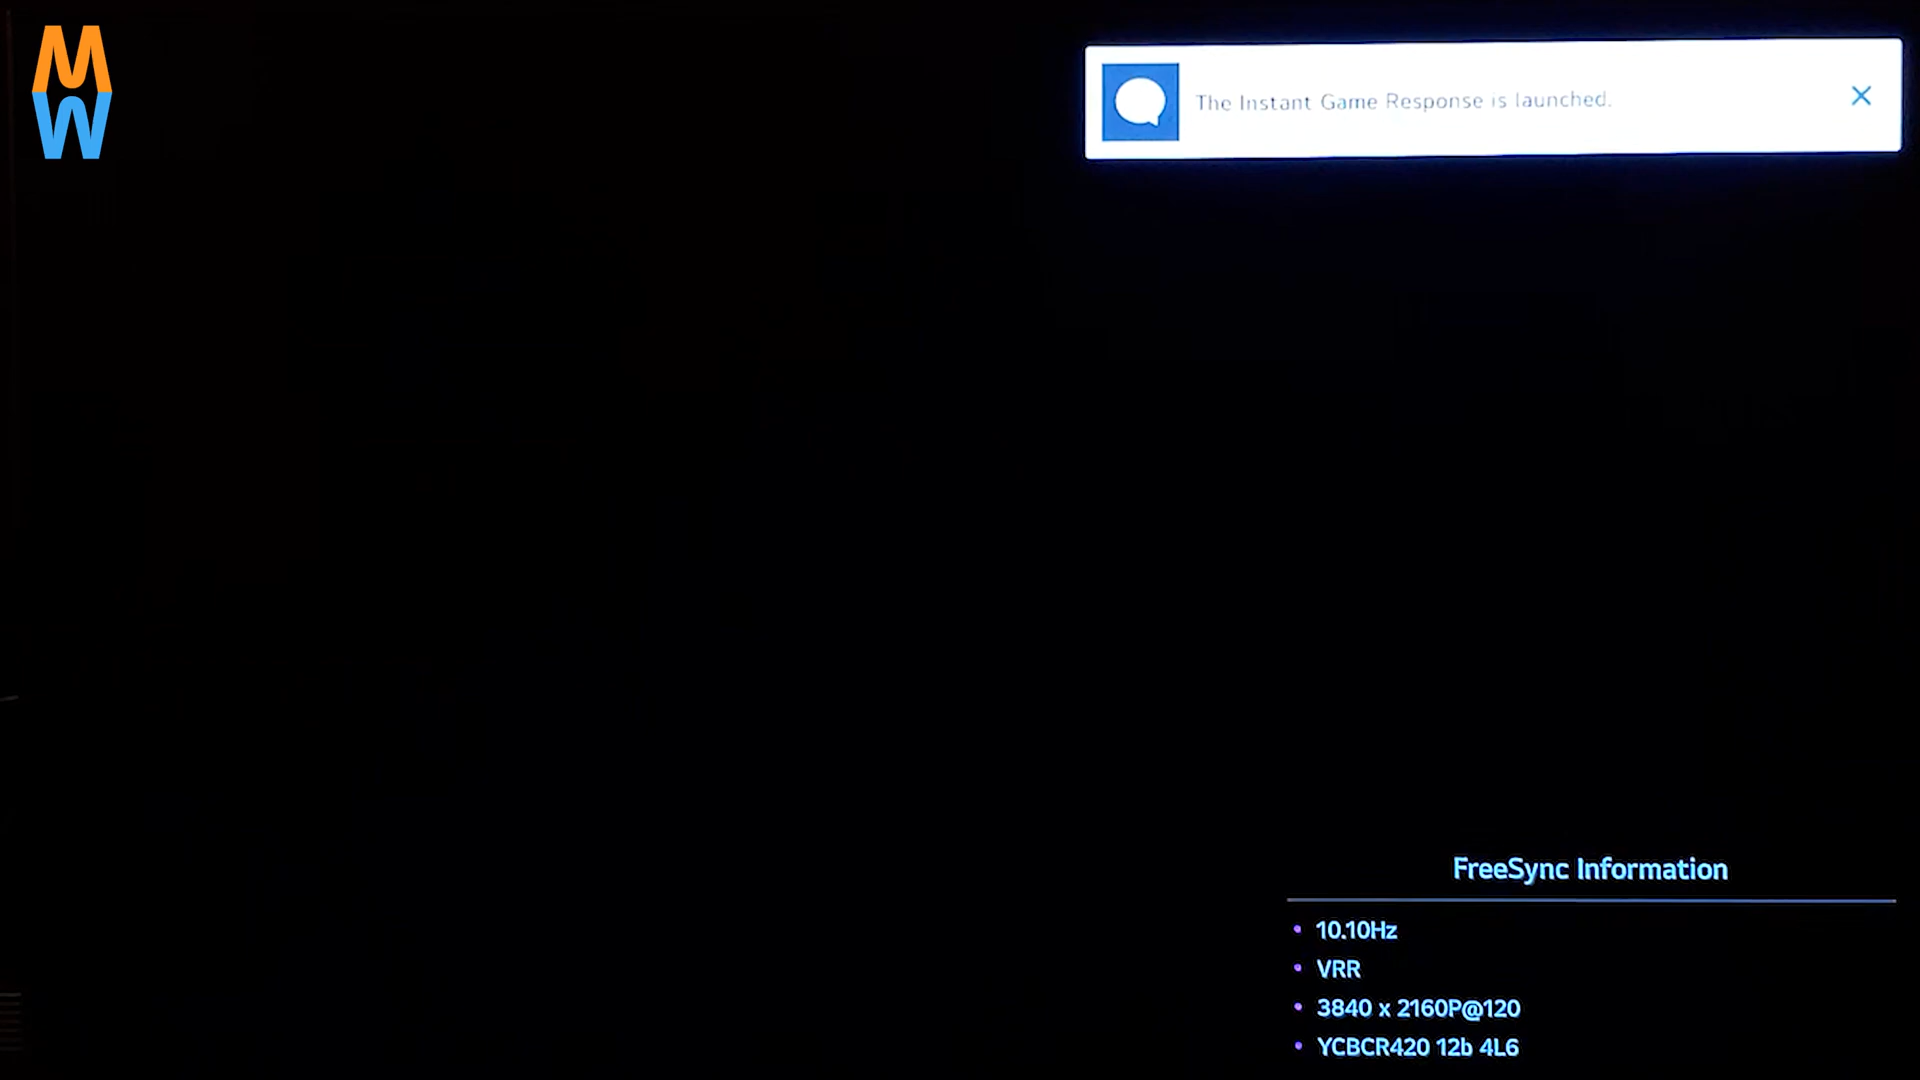 MW
The Instant Game Response is launched.
FreeSync Information
10.10Hz
VRR
3840 x 2160P@120
YCBCR420 12b 4L6